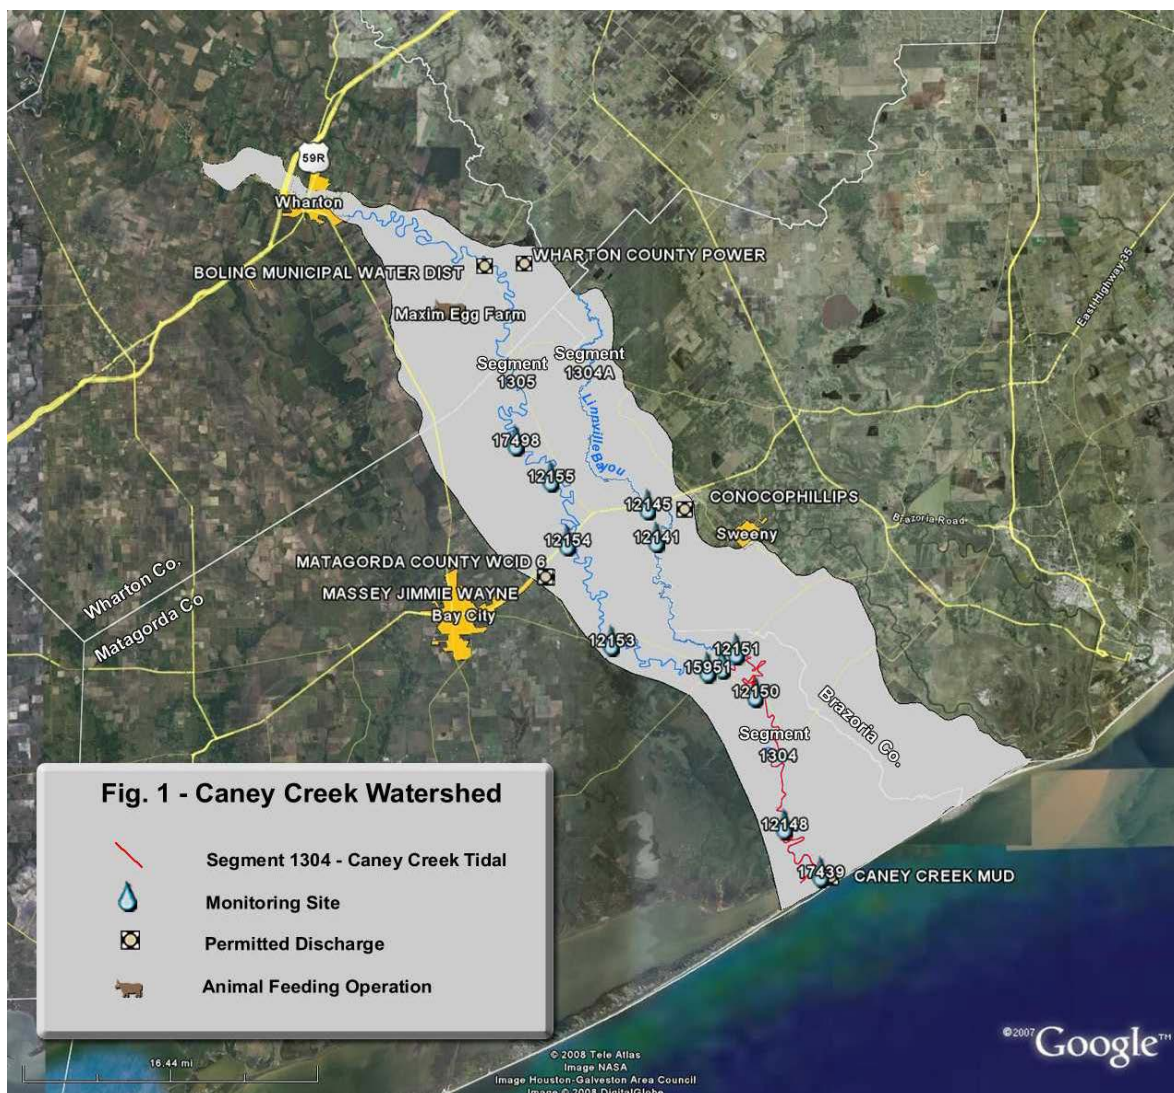 59R
Wharton
WHARTON COUNTY POWER
BOLING MUNICIPAL WATER DIST
Maxim Egg Farm
East Highway 35
Segment
1305
Segment
1304A
Linnville Bayou
17498
12155
12145
CONOCOPHILLIPS
12154
12141
Sweeny
Brazoria Road
MATAGORDA COUNTY WCID 6
MASSEY JIMMIE WAYNE
Bay City
Wharton Co.
Matagorda Co
12153
12151
15951
12150
Brazoria Co.
Segment
1304
12148
17439
CANEY CREEK MUD
Fig. 1 - Caney Creek Watershed
Segment 1304 - Caney Creek Tidal
Monitoring Site
Permitted Discharge
Animal Feeding Operation
16.44 mi
© 2008 Tele Atlas
Image NASA
Image Houston-Galveston Area Council
Image © 2008 DigitalGlobe
©2007 Google™